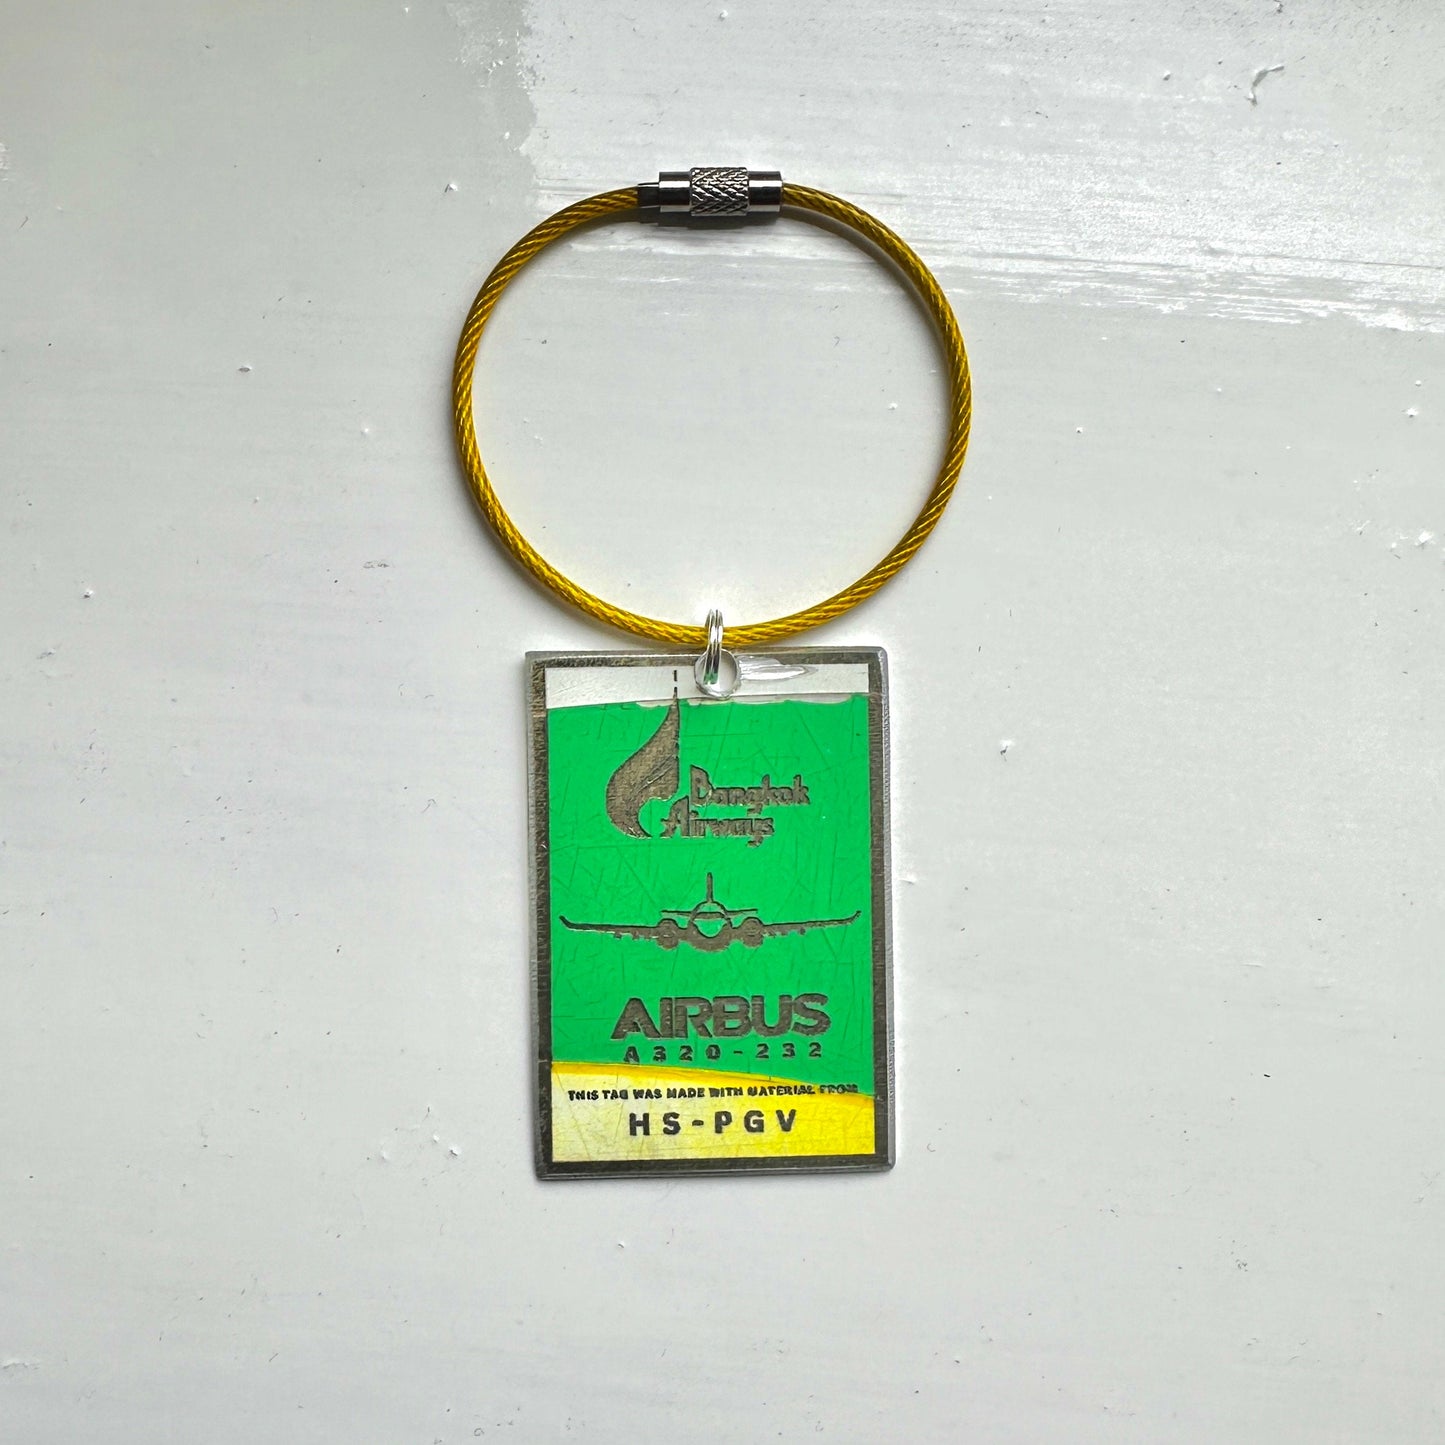 Bangkok
Airways
AIRBUS
A320-232
THIS TAG WAS MADE WITH MATERIAL FROM
HS-PGV